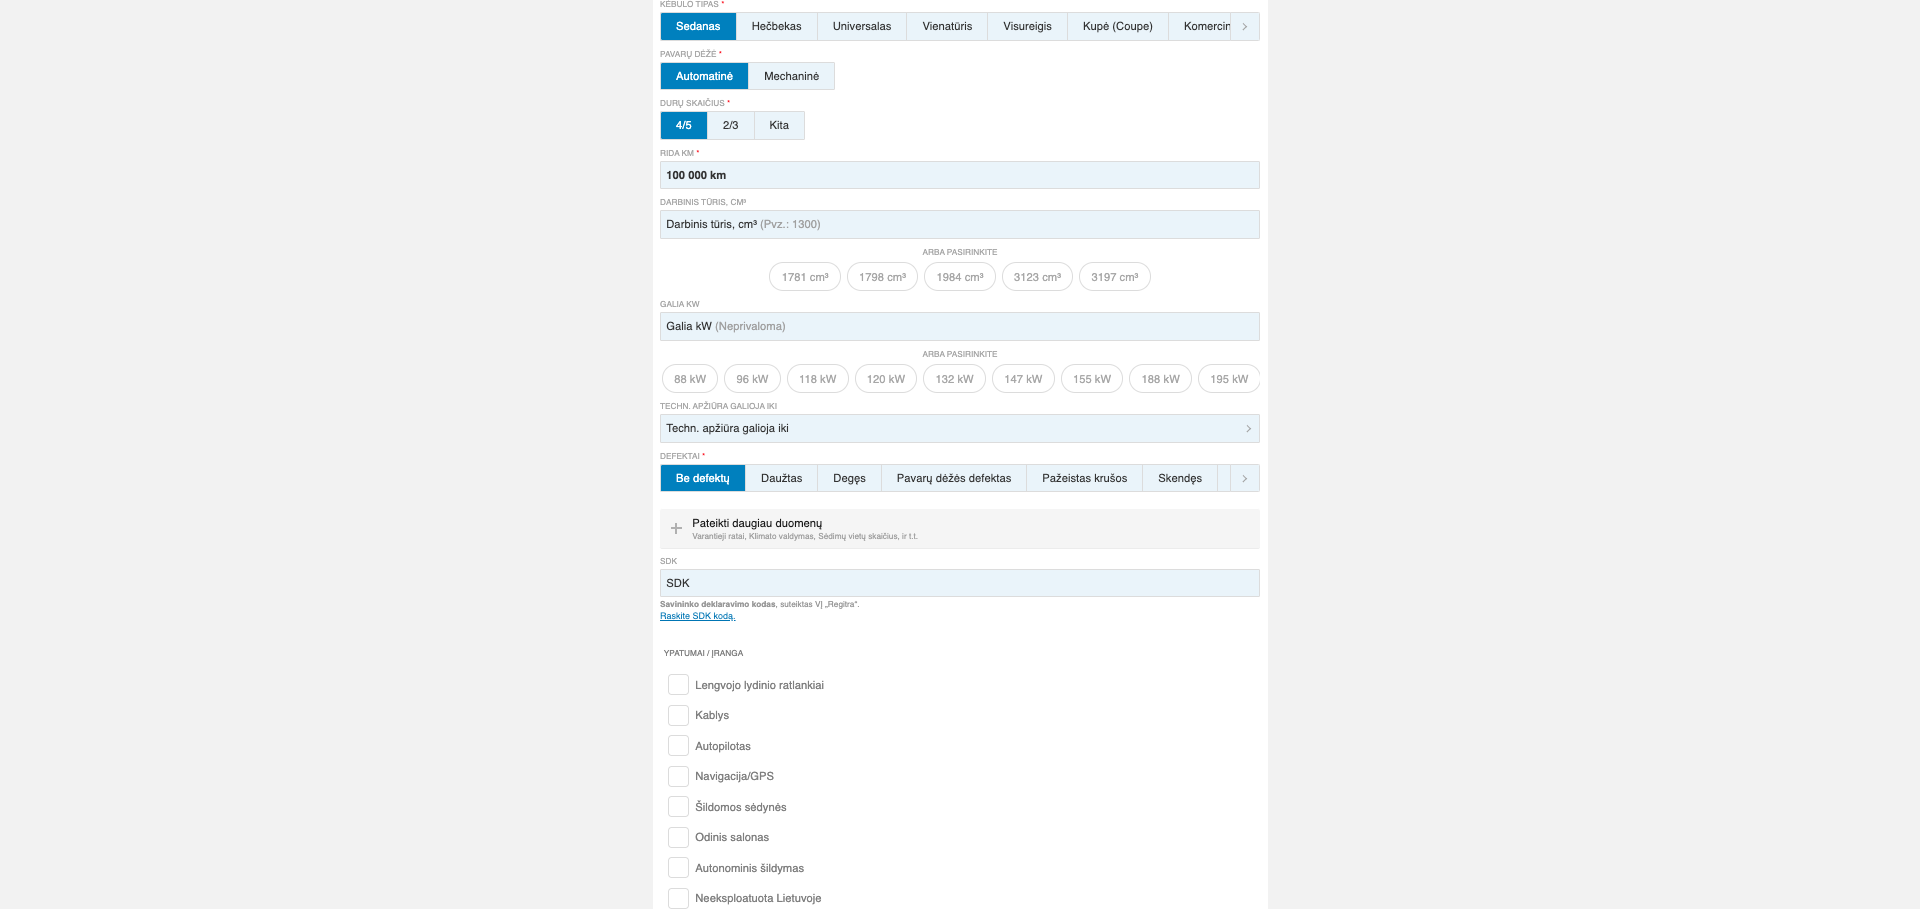 KĖBULO TIPAS *
Sedanas Hečbekas Universalas Vienatūris Visureigis Kupė (Coupe) Komercin
PAVARŲ DĖŽĖ *
Automatinė Mechaninė
DURŲ SKAIČIUS *
4/5 2/3 Kita
RIDA KM *
100 000 km
DARBINIS TŪRIS, CM³
Darbinis tūris, cm³ (Pvz.: 1300)
ARBA PASIRINKITE
1781 cm³ 1798 cm³ 1984 cm³ 3123 cm³ 3197 cm³
GALIA KW
Galia kW (Neprivaloma)
ARBA PASIRINKITE
88 kW 96 kW 118 kW 120 kW 132 kW 147 kW 155 kW 188 kW 195 kW
TECHN. APŽIŪRA GALIOJA IKI
Techn. apžiūra galioja iki
DEFEKTAI *
Be defektų Daužtas Degęs Pavarų dėžės defektas Pažeistas krušos Skendęs
Pateikti daugiau duomenų
Varantieji ratai, Klimato valdymas, Sėdimų vietų skaičius, ir t.t.
SDK
SDK
Savininko deklaravimo kodas, suteiktas VĮ „Regitra“.
Raskite SDK kodą.
YPATUMAI / ĮRANGA
Lengvojo lydinio ratlankiai
Kablys
Autopilotas
Navigacija/GPS
Šildomos sėdynės
Odinis salonas
Autonominis šildymas
Neeksploatuota Lietuvoje